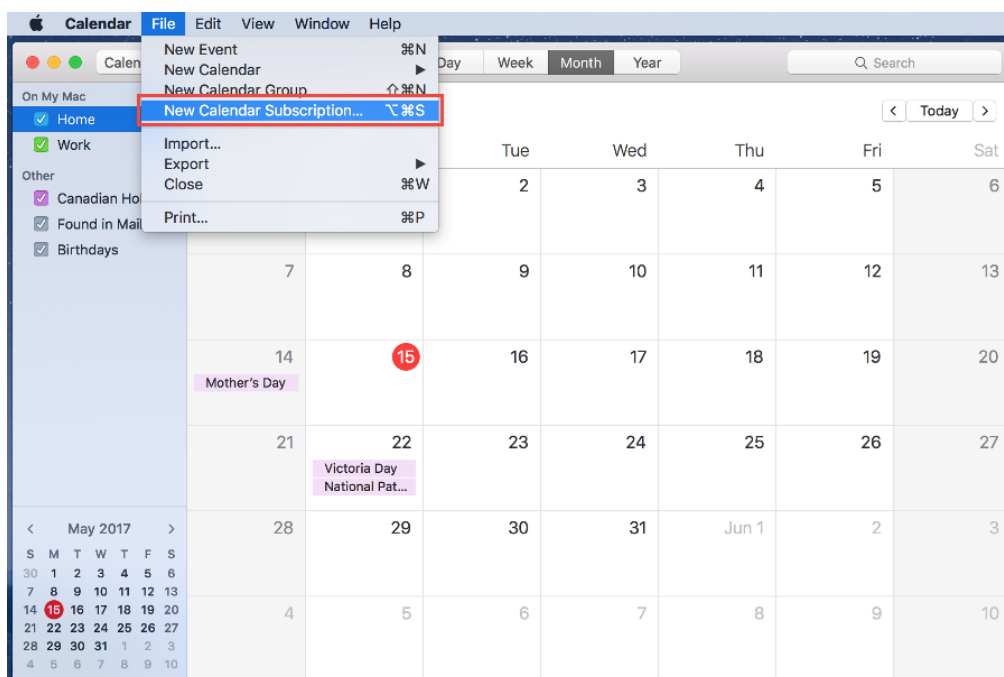 Calendar File Edit View Window Help
Calen Day Week Month Year Search
New Event ⌘N
New Calendar ▶
New Calendar Group ⇧⌘N
New Calendar Subscription... ⌥⌘S
Import...
Export ▶
Close ⌘W
Print... ⌘P
On My Mac
Home
Work
Other
Canadian Hol
Found in Mail
Birthdays
< Today >
Tue Wed Thu Fri Sat
2 3 4 5 6
7 8 9 10 11 12 13
14 15 16 17 18 19 20
Mother's Day
21 22 23 24 25 26 27
Victoria Day
National Pat...
28 29 30 31 Jun 1 2 3
4 5 6 7 8 9 10
< May 2017 >
S M T W T F S
30 1 2 3 4 5 6
7 8 9 10 11 12 13
14 15 16 17 18 19 20
21 22 23 24 25 26 27
28 29 30 31 1 2 3
4 5 6 7 8 9 10